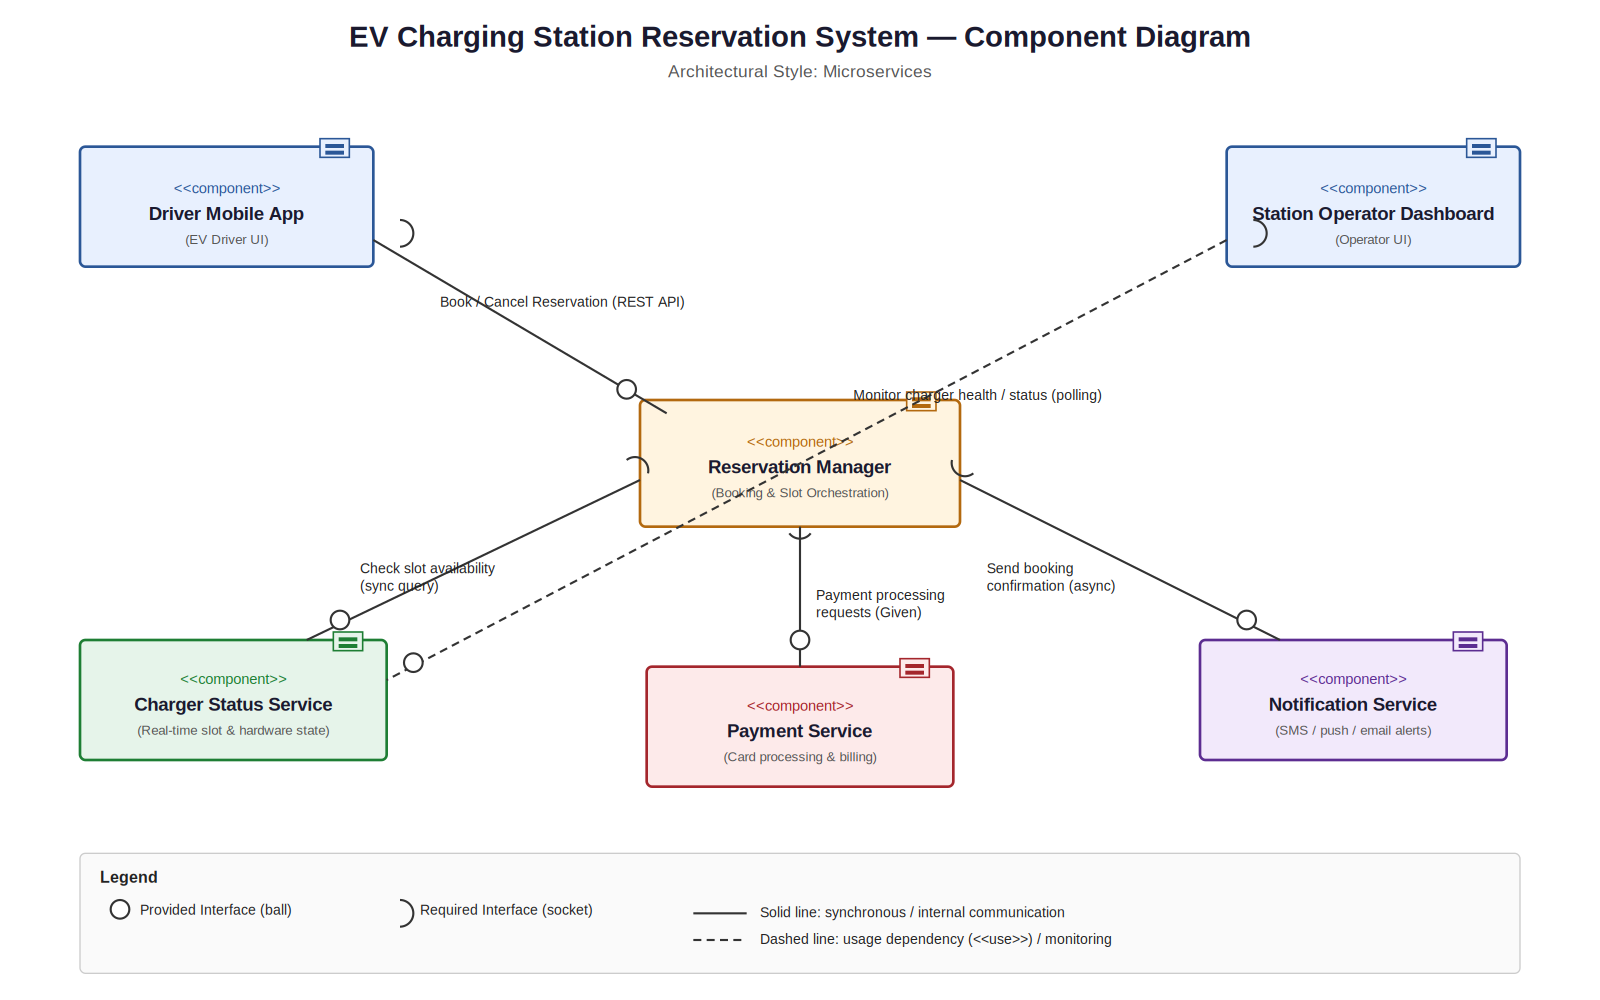 EV Charging Station Reservation System — Component Diagram
Architectural Style: Microservices
<<component>>
Driver Mobile App
(EV Driver UI)
<<component>>
Station Operator Dashboard
(Operator UI)
Book / Cancel Reservation (REST API)
Monitor charger health / status (polling)
<<component>>
Reservation Manager
(Booking & Slot Orchestration)
Check slot availability
(sync query)
Payment processing
requests (Given)
Send booking
confirmation (async)
<<component>>
Charger Status Service
(Real-time slot & hardware state)
<<component>>
Payment Service
(Card processing & billing)
<<component>>
Notification Service
(SMS / push / email alerts)
Legend
Provided Interface (ball)
Required Interface (socket)
Solid line: synchronous / internal communication
Dashed line: usage dependency (<<use>>) / monitoring